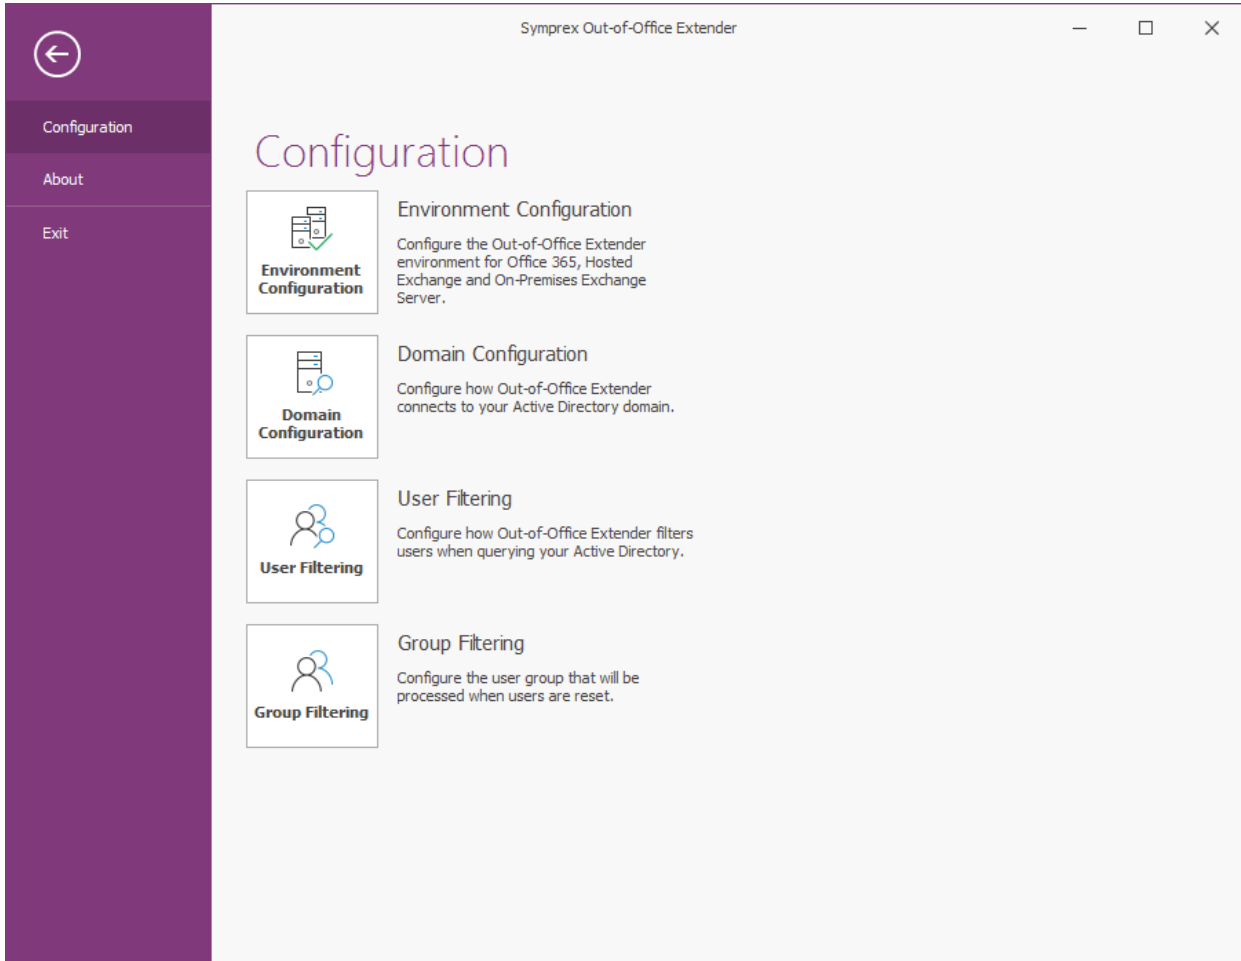 Symprex Out-of-Office Extender
Configuration
About
Exit
Configuration
Environment
Configuration
Environment Configuration
Configure the Out-of-Office Extender
environment for Office 365, Hosted
Exchange and On-Premises Exchange
Server.
Domain
Configuration
Domain Configuration
Configure how Out-of-Office Extender
connects to your Active Directory domain.
User Filtering
User Filtering
Configure how Out-of-Office Extender filters
users when querying your Active Directory.
Group Filtering
Group Filtering
Configure the user group that will be
processed when users are reset.